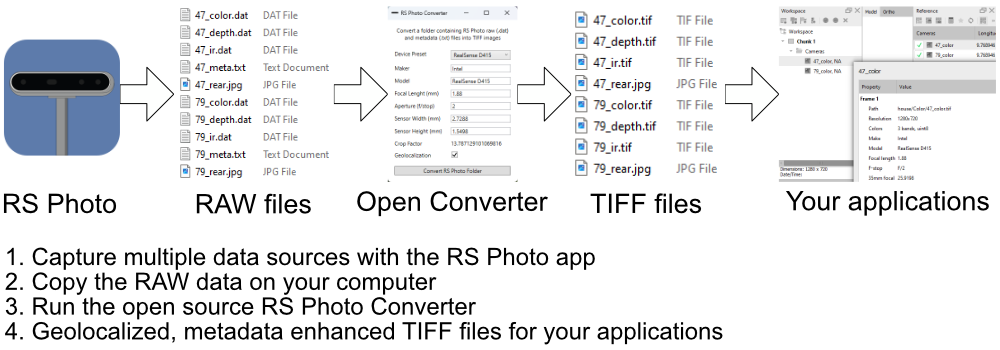 47_color.dat DAT File
47_depth.dat DAT File
47_ir.dat DAT File
47_meta.txt Text Document
47_rear.jpg JPG File
79_color.dat DAT File
79_depth.dat DAT File
79_ir.dat DAT File
79_meta.txt Text Document
79_rear.jpg JPG File
RS Photo Converter
Convert a folder containing RS Photo raw (.dat)
and metadata (txt) files into TIFF images
Device Preset RealSense D415
Maker Intel
Model RealSense D415
Focal Lenght (mm) 1.88
Aperture (f/stop) 2
Sensor Width (mm) 2.7288
Sensor Height (mm) 1.5498
Crop Factor 13.787129101089816
Geolocalization
Convert RS Photo Folder
47_color.tif TIF File
47_depth.tif TIF File
47_ir.tif TIF File
47_rear.jpg JPG File
79_color.tif TIF File
79_depth.tif TIF File
79_ir.tif TIF File
79_rear.jpg JPG File
Workspace
Model Ortho
Reference
Workspace
Chunk 1
Cameras
47_color, NA
79_color, NA
Cameras Longitu
47_color 9.780946
79_color 9.780946
47_color
Property Value
Frame 1
Path house/Color/47_color.tif
Resolution 1280x720
Colors 3 bands, uint8
Make Intel
Model RealSense D415
Focal length 1.88
F-stop F/2
35mm focal 25.9198
Dimensions: 1280 x 720
Date/Time:
RS Photo
RAW files
Open Converter
TIFF files
Your applications
1. Capture multiple data sources with the RS Photo app
2. Copy the RAW data on your computer
3. Run the open source RS Photo Converter
4. Geolocalized, metadata enhanced TIFF files for your applications